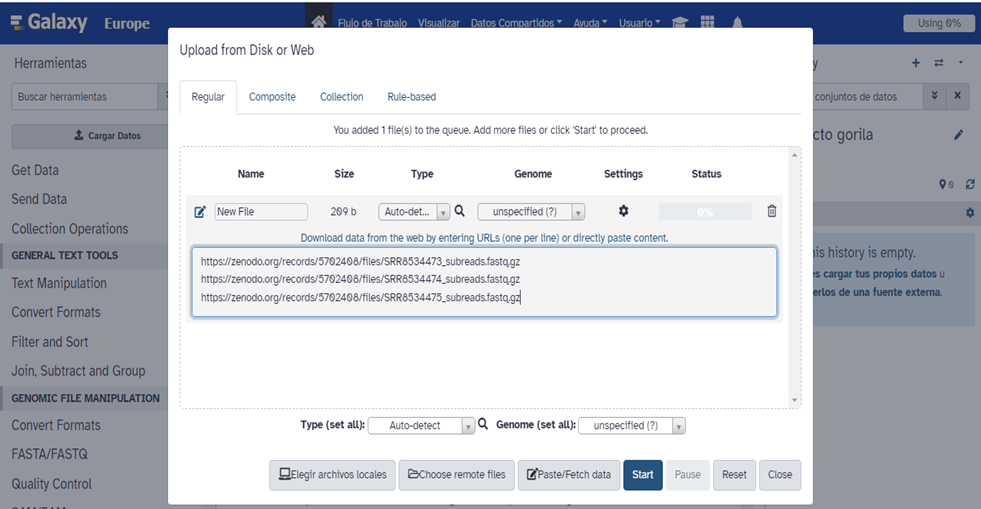 Galaxy Europe
Flujo de Trabajo Visualizar Datos Compartidos Ayuda Usuario
Using 0%
Herramientas
Buscar herramientas
Cargar Datos
Get Data
Send Data
Collection Operations
GENERAL TEXT TOOLS
Text Manipulation
Convert Formats
Filter and Sort
Join, Subtract and Group
GENOMIC FILE MANIPULATION
Convert Formats
FASTA/FASTQ
Quality Control
Upload from Disk or Web
Regular Composite Collection Rule-based
You added 1 file(s) to the queue. Add more files or click 'Start' to proceed.
Name Size Type Genome Settings Status
New File 209 b Auto-det... unspecified (?) 0%
Download data from the web by entering URLs (one per line) or directly paste content.
https://zenodo.org/records/5702408/files/SRR8534473_subreads.fastq.gz
https://zenodo.org/records/5702408/files/SRR8534474_subreads.fastq.gz
https://zenodo.org/records/5702408/files/SRR8534475_subreads.fastq.gz
Type (set all): Auto-detect Genome (set all): unspecified (?)
Elegir archivos locales Choose remote files Paste/Fetch data Start Pause Reset Close
y
conjuntos de datos
cto gorila
0
is history is empty.
s cargar tus propios datos u
erlos de una fuente externa.